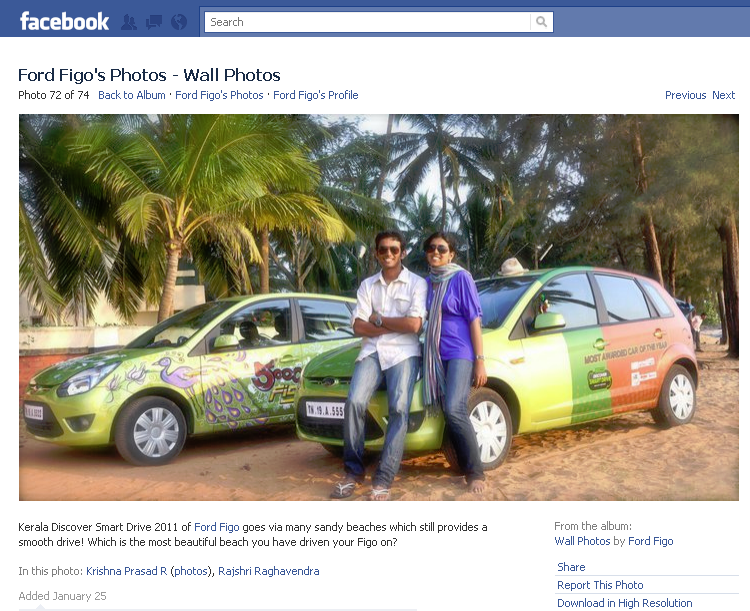 facebook
Search
Ford Figo's Photos - Wall Photos
Photo 72 of 74 Back to Album · Ford Figo's Photos · Ford Figo's Profile Previous Next
MOST AWARDED CAR OF THE YEAR
Kerala Discover Smart Drive 2011 of Ford Figo goes via many sandy beaches which still provides a
smooth drive! Which is the most beautiful beach you have driven your Figo on?
In this photo: Krishna Prasad R (photos), Rajshri Raghavendra
Added January 25
From the album:
Wall Photos by Ford Figo
Share
Report This Photo
Download in High Resolution